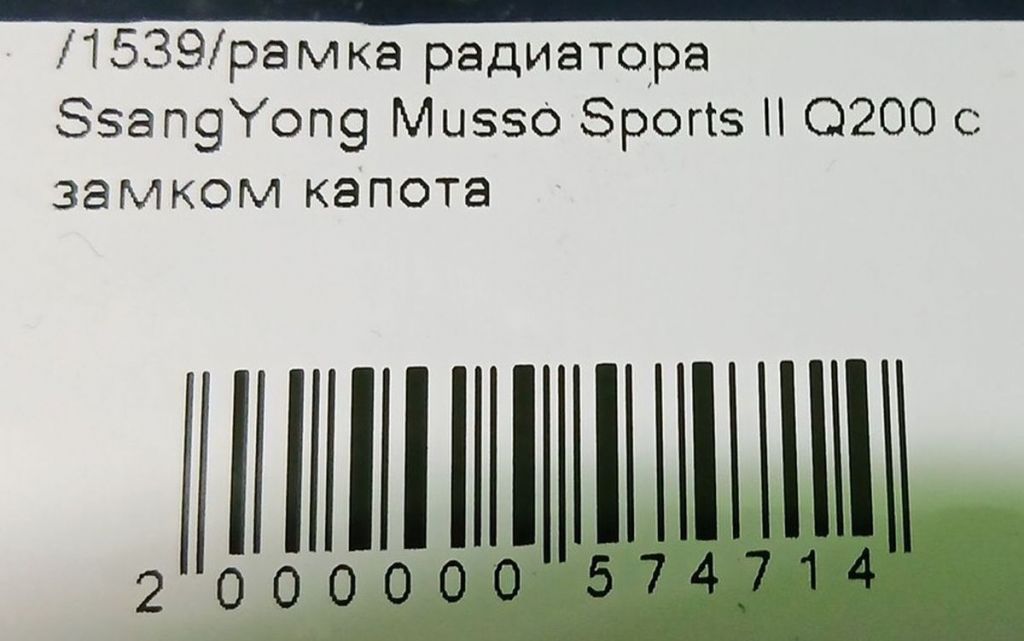 /1539/рамка радиатора
SsangYong Musso Sports II Q200 с
замком капота
2 000000 574714